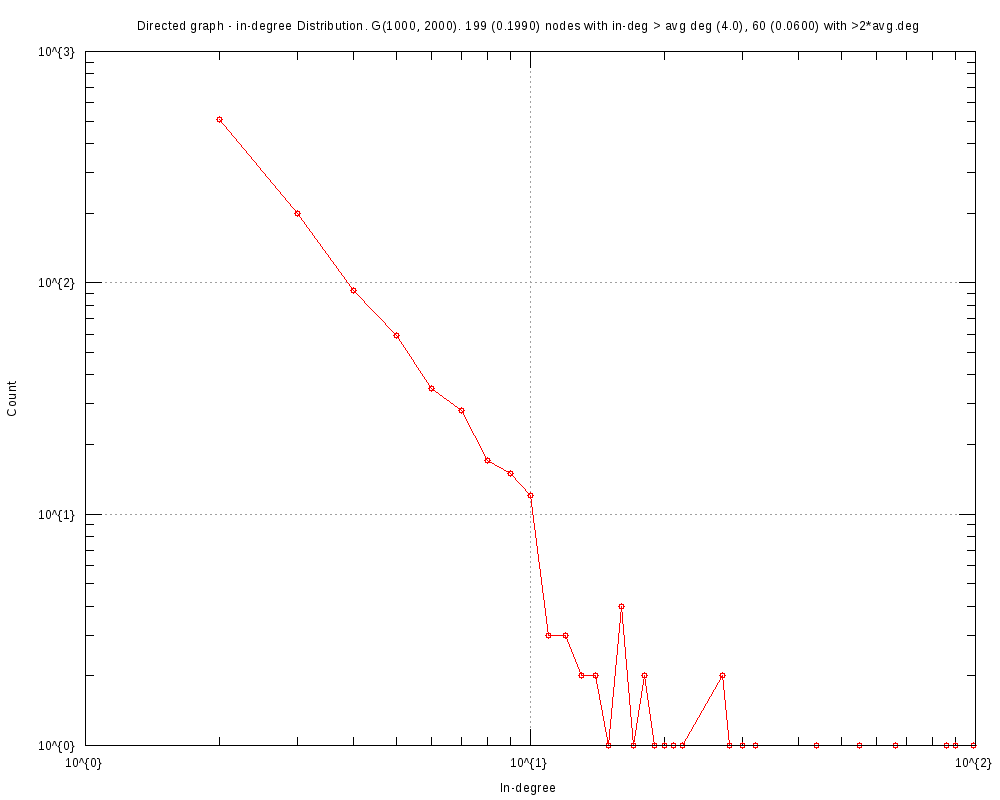 Directed graph - in-degree Distribution. G(1000, 2000). 199 (0.1990) nodes with in-deg > avg deg (4.0), 60 (0.0600) with >2*avg.deg
10^{3}
10^{2}
Count
10^{1}
10^{0}
10^{0} 10^{1} 10^{2}
In-degree